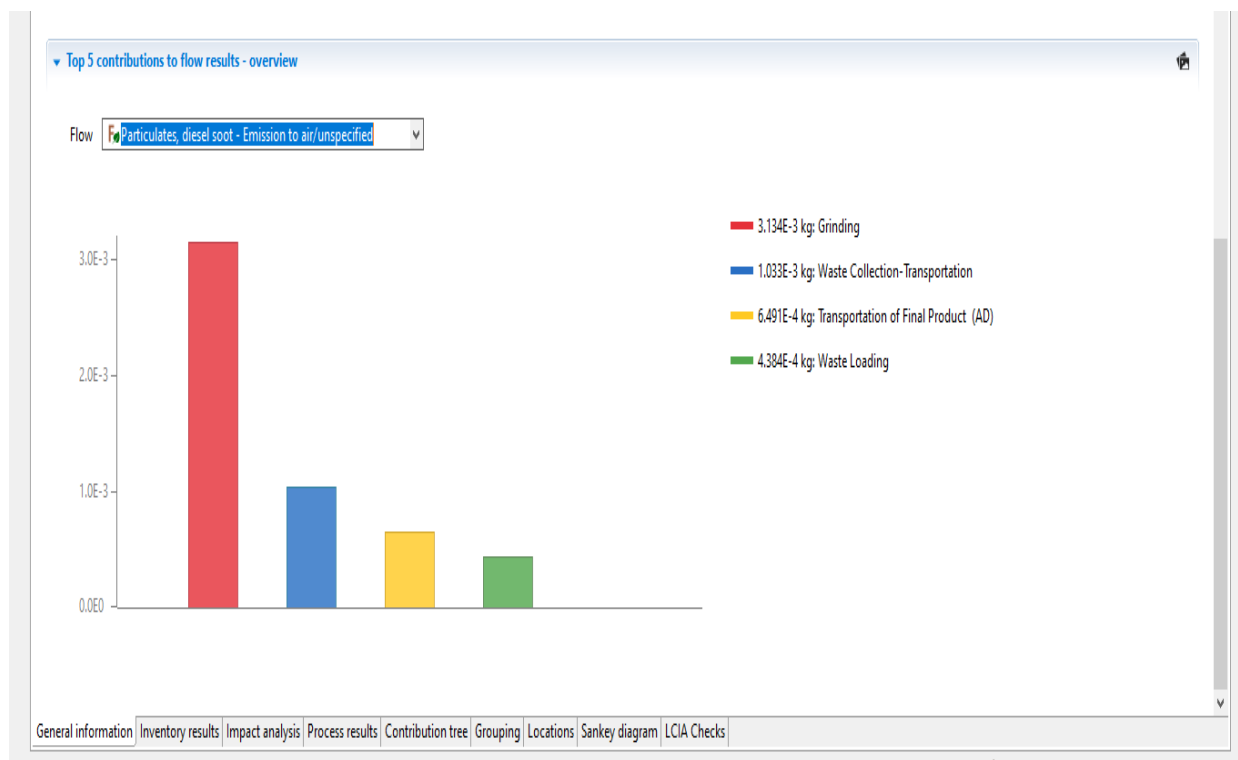 Top 5 contributions to flow results - overview
Flow Particulates, diesel soot - Emission to air/unspecified
3.134E-3 kg: Grinding
3.0E-3
1.033E-3 kg: Waste Collection-Transportation
6.491E-4 kg: Transportation of Final Product (AD)
4.384E-4 kg: Waste Loading
2.0E-3
1.0E-3
0.0E0
General information Inventory results Impact analysis Process results Contribution tree Grouping Locations Sankey diagram LCIA Checks